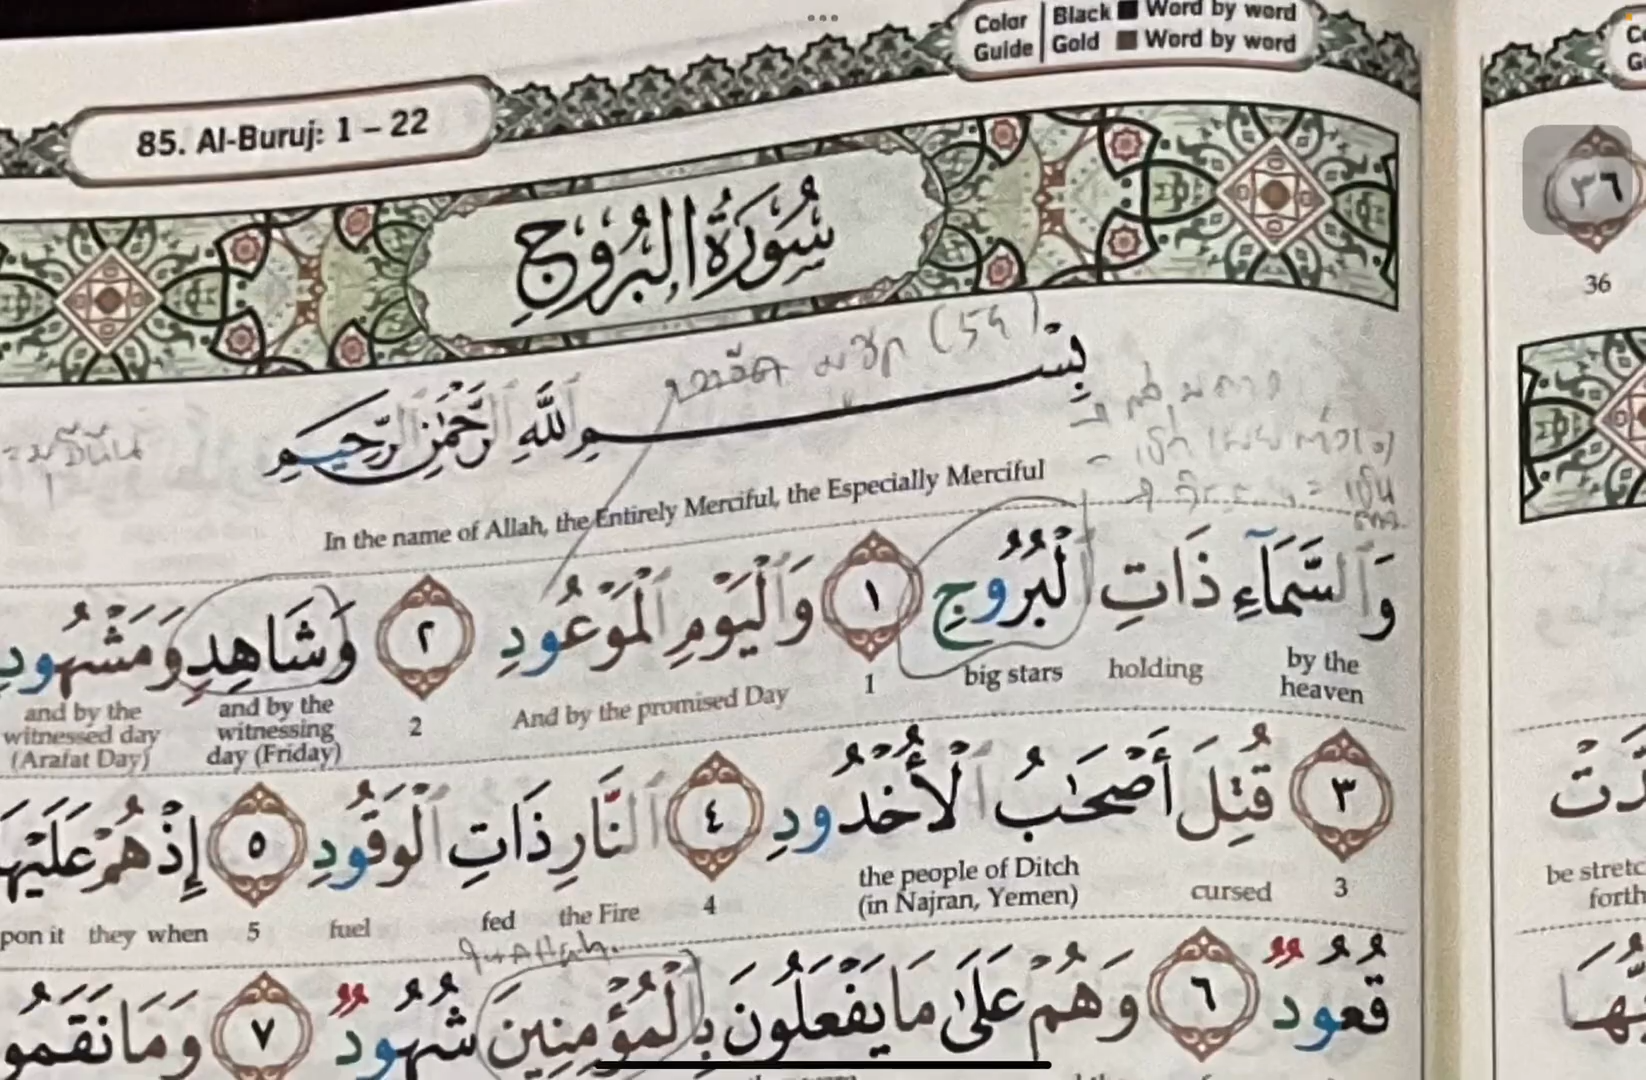 Color Guide | Black ■ Word by word
Gold ■ Word by word
85. Al-Buruj: 1 – 22
سُورَةُ الْبُرُوجِ
٣٦
36
بِسْمِ ٱللَّهِ ٱلرَّحْمَٰنِ ٱلرَّحِيمِ
In the name of Allah, the Entirely Merciful, the Especially Merciful
وَٱلسَّمَآءِ ذَاتِ ٱلْبُرُوجِ ١ وَٱلْيَوْمِ ٱلْمَوْعُودِ ٢ وَشَاهِدٍ وَمَشْهُودٍ
by the heaven holding big stars 1 And by the promised Day 2 and by the witnessing day (Friday) and by the witnessed day (Arafat Day)
٣ قُتِلَ أَصْحَٰبُ ٱلْأُخْدُودِ ٤ ٱلنَّارِ ذَاتِ ٱلْوَقُودِ ٥ إِذْ هُمْ عَلَيْهَا
3 cursed the people of Ditch (in Najran, Yemen) 4 the Fire fed fuel 5 when they pon it
قُعُودٌ ٦ وَهُمْ عَلَىٰ مَا يَفْعَلُونَ بِٱلْمُؤْمِنِينَ شُهُودٌ ٧ وَمَا نَقَمُو
be stretc
forth